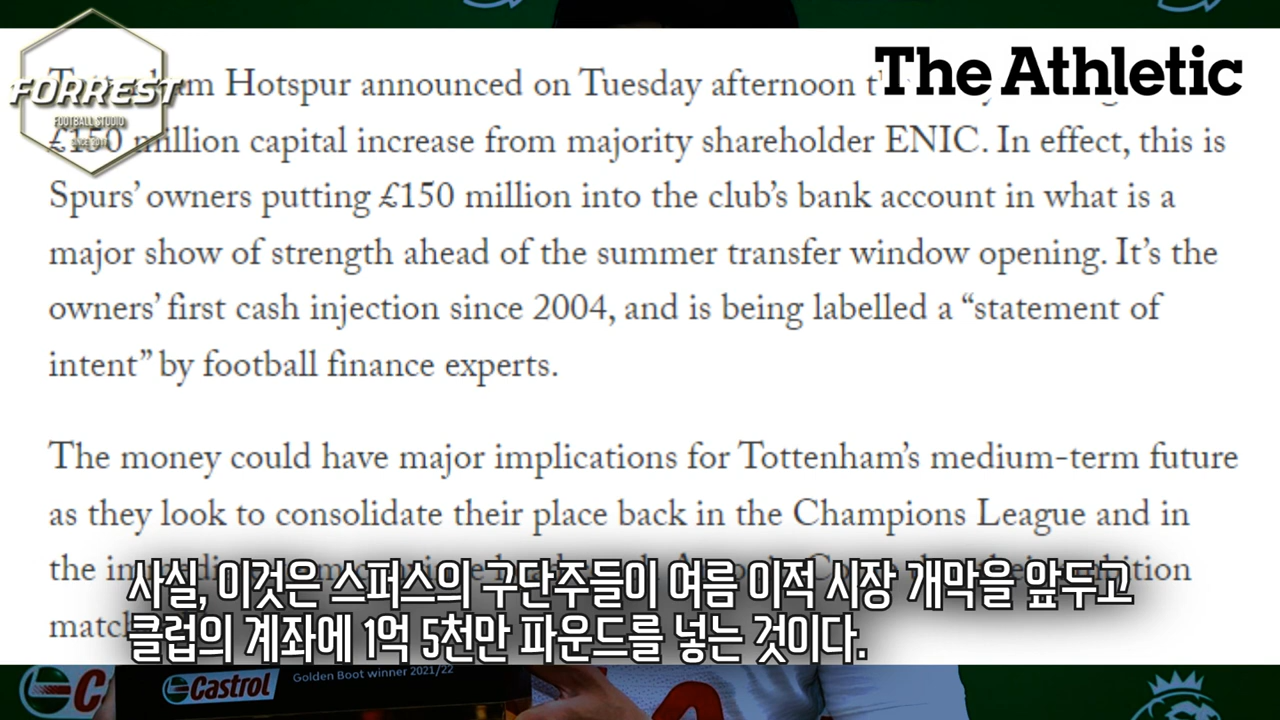 FORREST
FOOTBALL STUDIO
SINCE 2017
The Athletic
Hotspur announced on Tuesday afternoon
£150 million capital increase from majority shareholder ENIC. In effect, this is
Spurs’ owners putting £150 million into the club’s bank account in what is a
major show of strength ahead of the summer transfer window opening. It’s the
owners’ first cash injection since 2004, and is being labelled a “statement of
intent” by football finance experts.
The money could have major implications for Tottenham’s medium-term future
as they look to consolidate their place back in the Champions League and in
the
사실, 이것은 스퍼스의 구단주들이 여름 이적 시장 개막을 앞두고
클럽의 계좌에 1억 5천만 파운드를 넣는 것이다.
Castrol
Golden Boot winner 2021/22